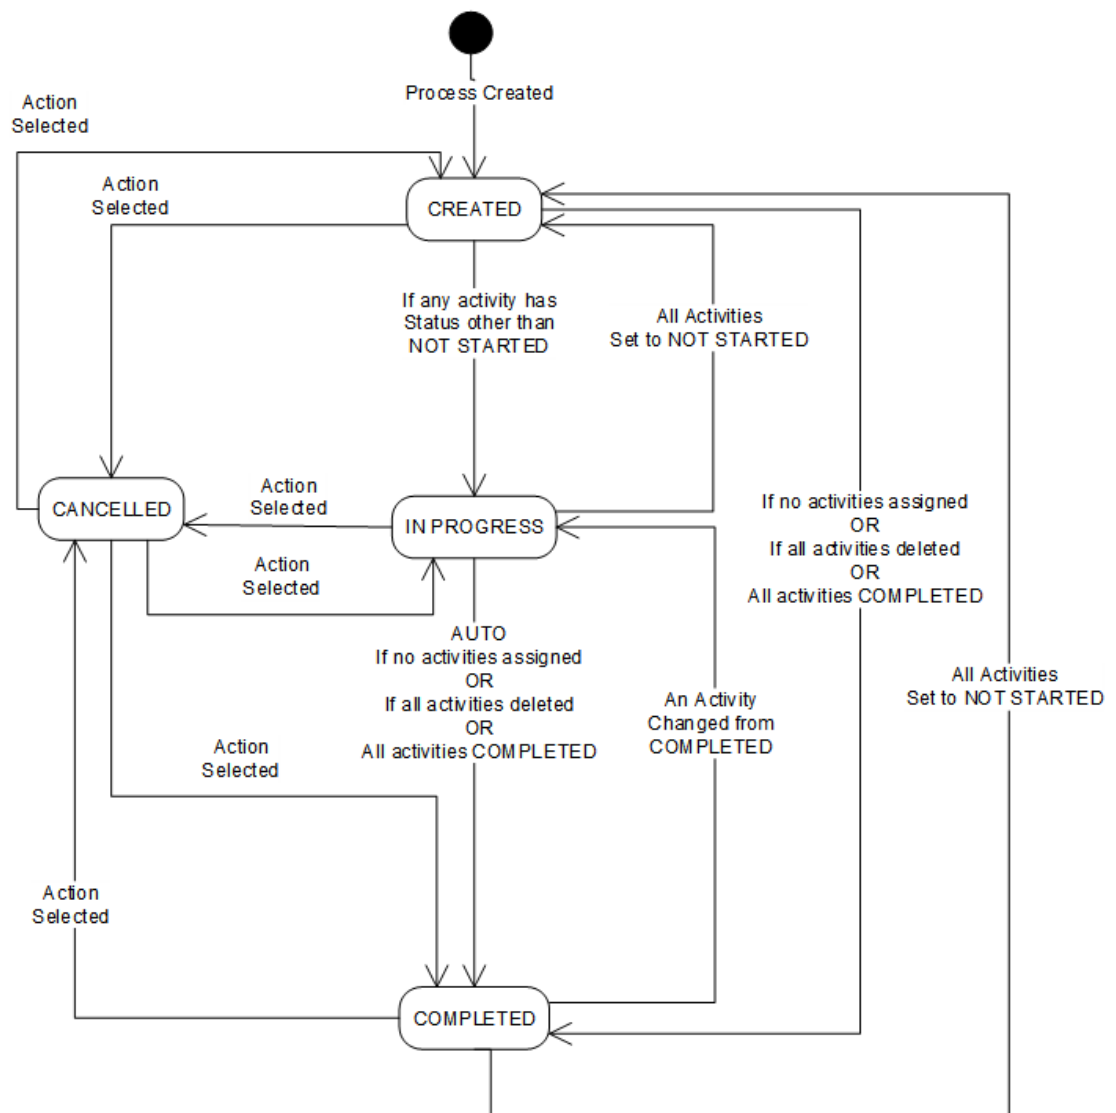 Process Created
Action
Selected
Action
Selected
CREATED
If any activity has
Status other than
NOT STARTED
All Activities
Set to NOT STARTED
CANCELLED
Action
Selected
IN PROGRESS
If no activities assigned
OR
If all activities deleted
OR
All activities COMPLETED
Action
Selected
AUTO
If no activities assigned
OR
If all activities deleted
OR
All activities COMPLETED
An Activity
Changed from
COMPLETED
All Activities
Set to NOT STARTED
Action
Selected
Action
Selected
COMPLETED